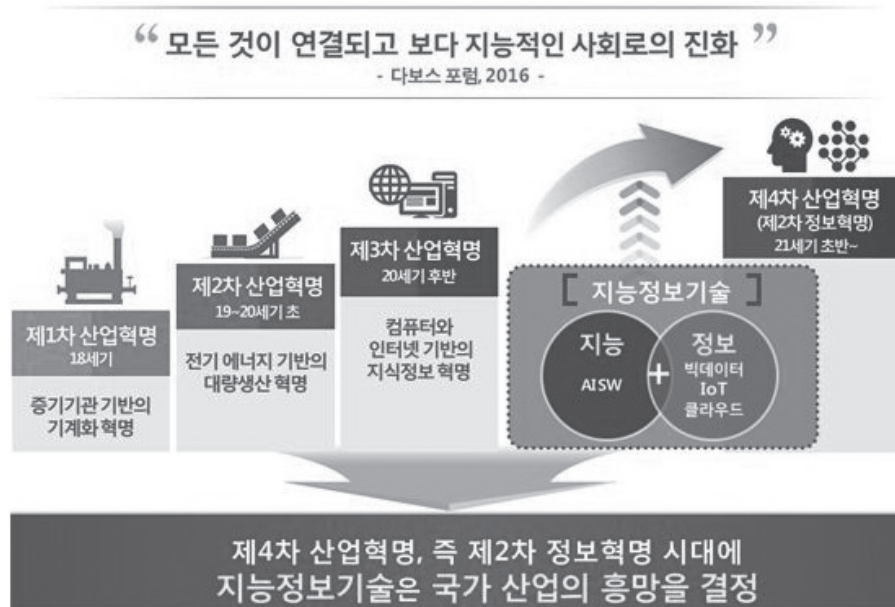 “ 모든 것이 연결되고 보다 지능적인 사회로의 진화 ”
- 다보스 포럼, 2016 -
제1차 산업혁명
18세기
증기기관 기반의
기계화 혁명
제2차 산업혁명
19~20세기 초
전기 에너지 기반의
대량생산 혁명
제3차 산업혁명
20세기 후반
컴퓨터와
인터넷 기반의
지식정보 혁명
제4차 산업혁명
(제2차 정보혁명)
21세기 초반~
[ 지능정보기술 ]
지능
AISW
+
정보
빅데이터
IoT
클라우드
제4차 산업혁명, 즉 제2차 정보혁명 시대에
지능정보기술은 국가 산업의 흥망을 결정